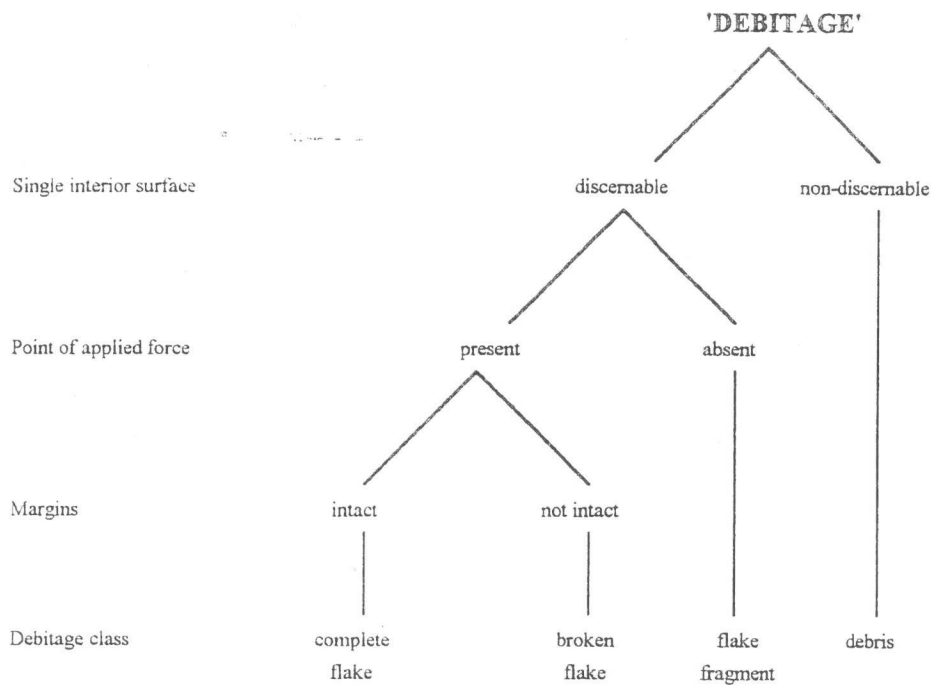 'DEBITAGE'
Single interior surface discernable non-discernable
Point of applied force present absent
Margins intact not intact
Debitage class complete broken flake debris
flake flake fragment